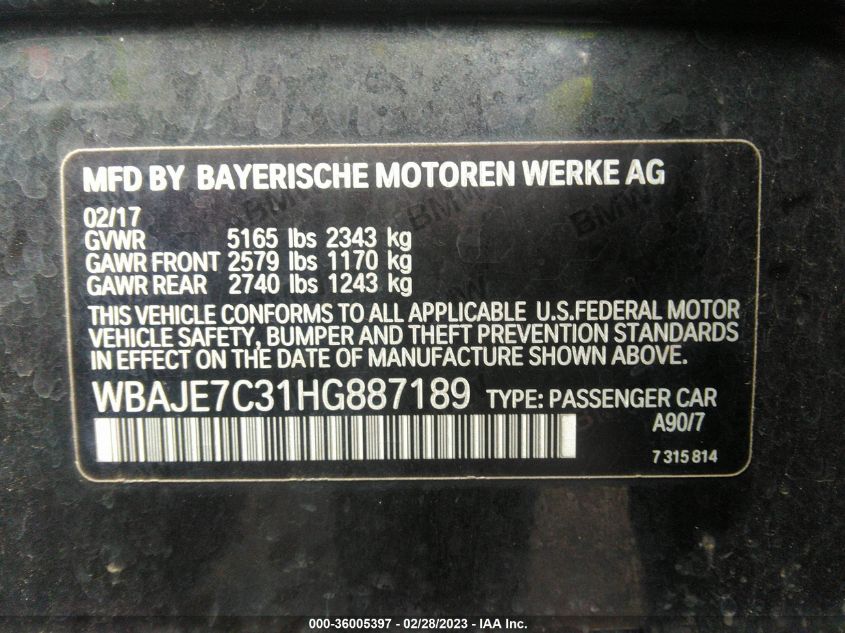 MFD BY BAYERISCHE MOTOREN WERKE AG
02/17
GVWR 5165 lbs 2343 kg
GAWR FRONT 2579 lbs 1170 kg
GAWR REAR 2740 lbs 1243 kg
THIS VEHICLE CONFORMS TO ALL APPLICABLE U.S.FEDERAL MOTOR
VEHICLE SAFETY, BUMPER AND THEFT PREVENTION STANDARDS
IN EFFECT ON THE DATE OF MANUFACTURE SHOWN ABOVE.
WBAJE7C31HG887189 TYPE: PASSENGER CAR
A90/7
7 315 814
000-36005397 - 02/28/2023 - IAA Inc.